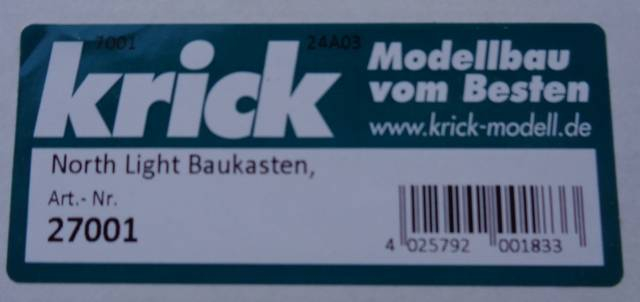 7001 24A03
krick
Modellbau
vom Besten
www.krick-modell.de
North Light Baukasten,
Art.- Nr.
27001
4 025792 001833